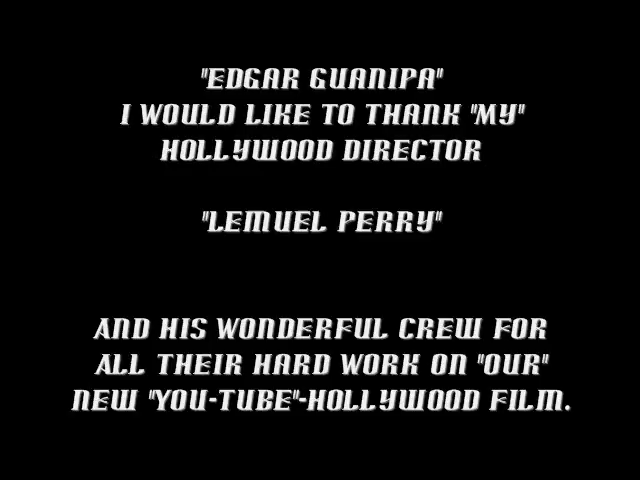 "EDGAR GUANIPA"
I WOULD LIKE TO THANK "MY"
HOLLYWOOD DIRECTOR
"LEMUEL PERRY"
AND HIS WONDERFUL CREW FOR
ALL THEIR HARD WORK ON "OUR"
NEW "YOU-TUBE"-HOLLYWOOD FILM.